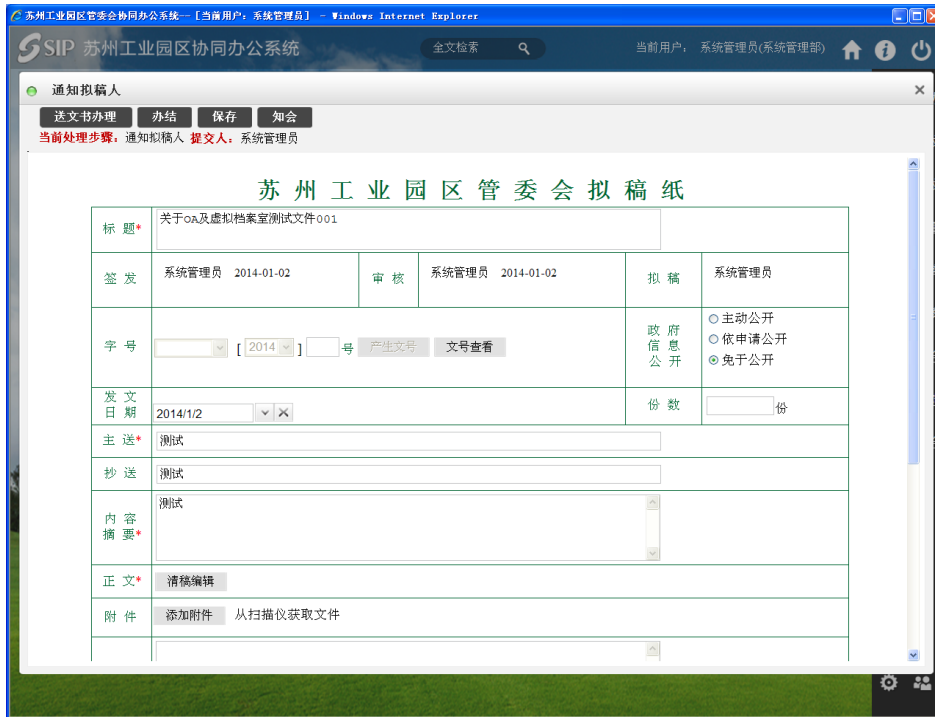 苏州工业园区管委会协同办公系统--[当前用户：系统管理员] - Windows Internet Explorer
SIP 苏州工业园区协同办公系统 全文检索 当前用户： 系统管理员(系统管理部)
通知拟稿人
送文书办理 办结 保存 知会
当前处理步骤：通知拟稿人 提交人：系统管理员
苏州工业园区管委会拟稿纸
标题* 关于OA及虚拟档案室测试文件001
签发 系统管理员 2014-01-02 审核 系统管理员 2014-01-02 拟稿 系统管理员
字号 [2014] 号 产生文号 文号查看 政府信息公开 主动公开
依申请公开
免于公开
发文日期 2014/1/2 份数 份
主送* 测试
抄送 测试
内容摘要* 测试
正文* 清稿编辑
附件 添加附件 从扫描仪获取文件